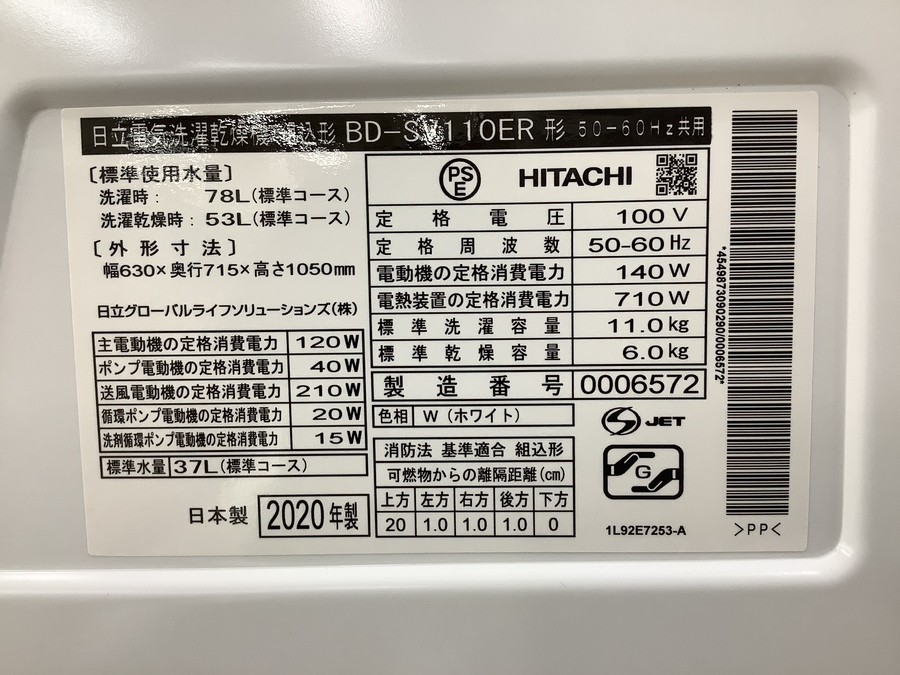 日立電気洗濯乾燥機 組込形 BD-SV110ER 形 50-60Hz共用
〔標準使用水量〕
洗濯時： 78L(標準コース)
洗濯乾燥時：53L(標準コース)
〔外形寸法〕
幅630×奥行715×高さ1050mm
日立グローバルライフソリューションズ(株)
主電動機の定格消費電力 120W
ポンプ電動機の定格消費電力 40W
送風電動機の定格消費電力 210W
循環ポンプ電動機の定格消費電力 20W
洗剤循環ポンプ電動機の定格消費電力 15W
標準水量 37L(標準コース)
日本製 2020年製
PSE HITACHI
定格電圧 100V
定格周波数 50-60Hz
電動機の定格消費電力 140W
電熱装置の定格消費電力 710W
標準洗濯容量 11.0kg
標準乾燥容量 6.0kg
製造番号 0006572
色相 W（ホワイト）
消防法 基準適合 組込形
可燃物からの離隔距離(cm)
上方 左方 右方 後方 下方
20 1.0 1.0 1.0 0
S JET
G
1L92E7253-A
*4549873090290/0006572*
>PP<